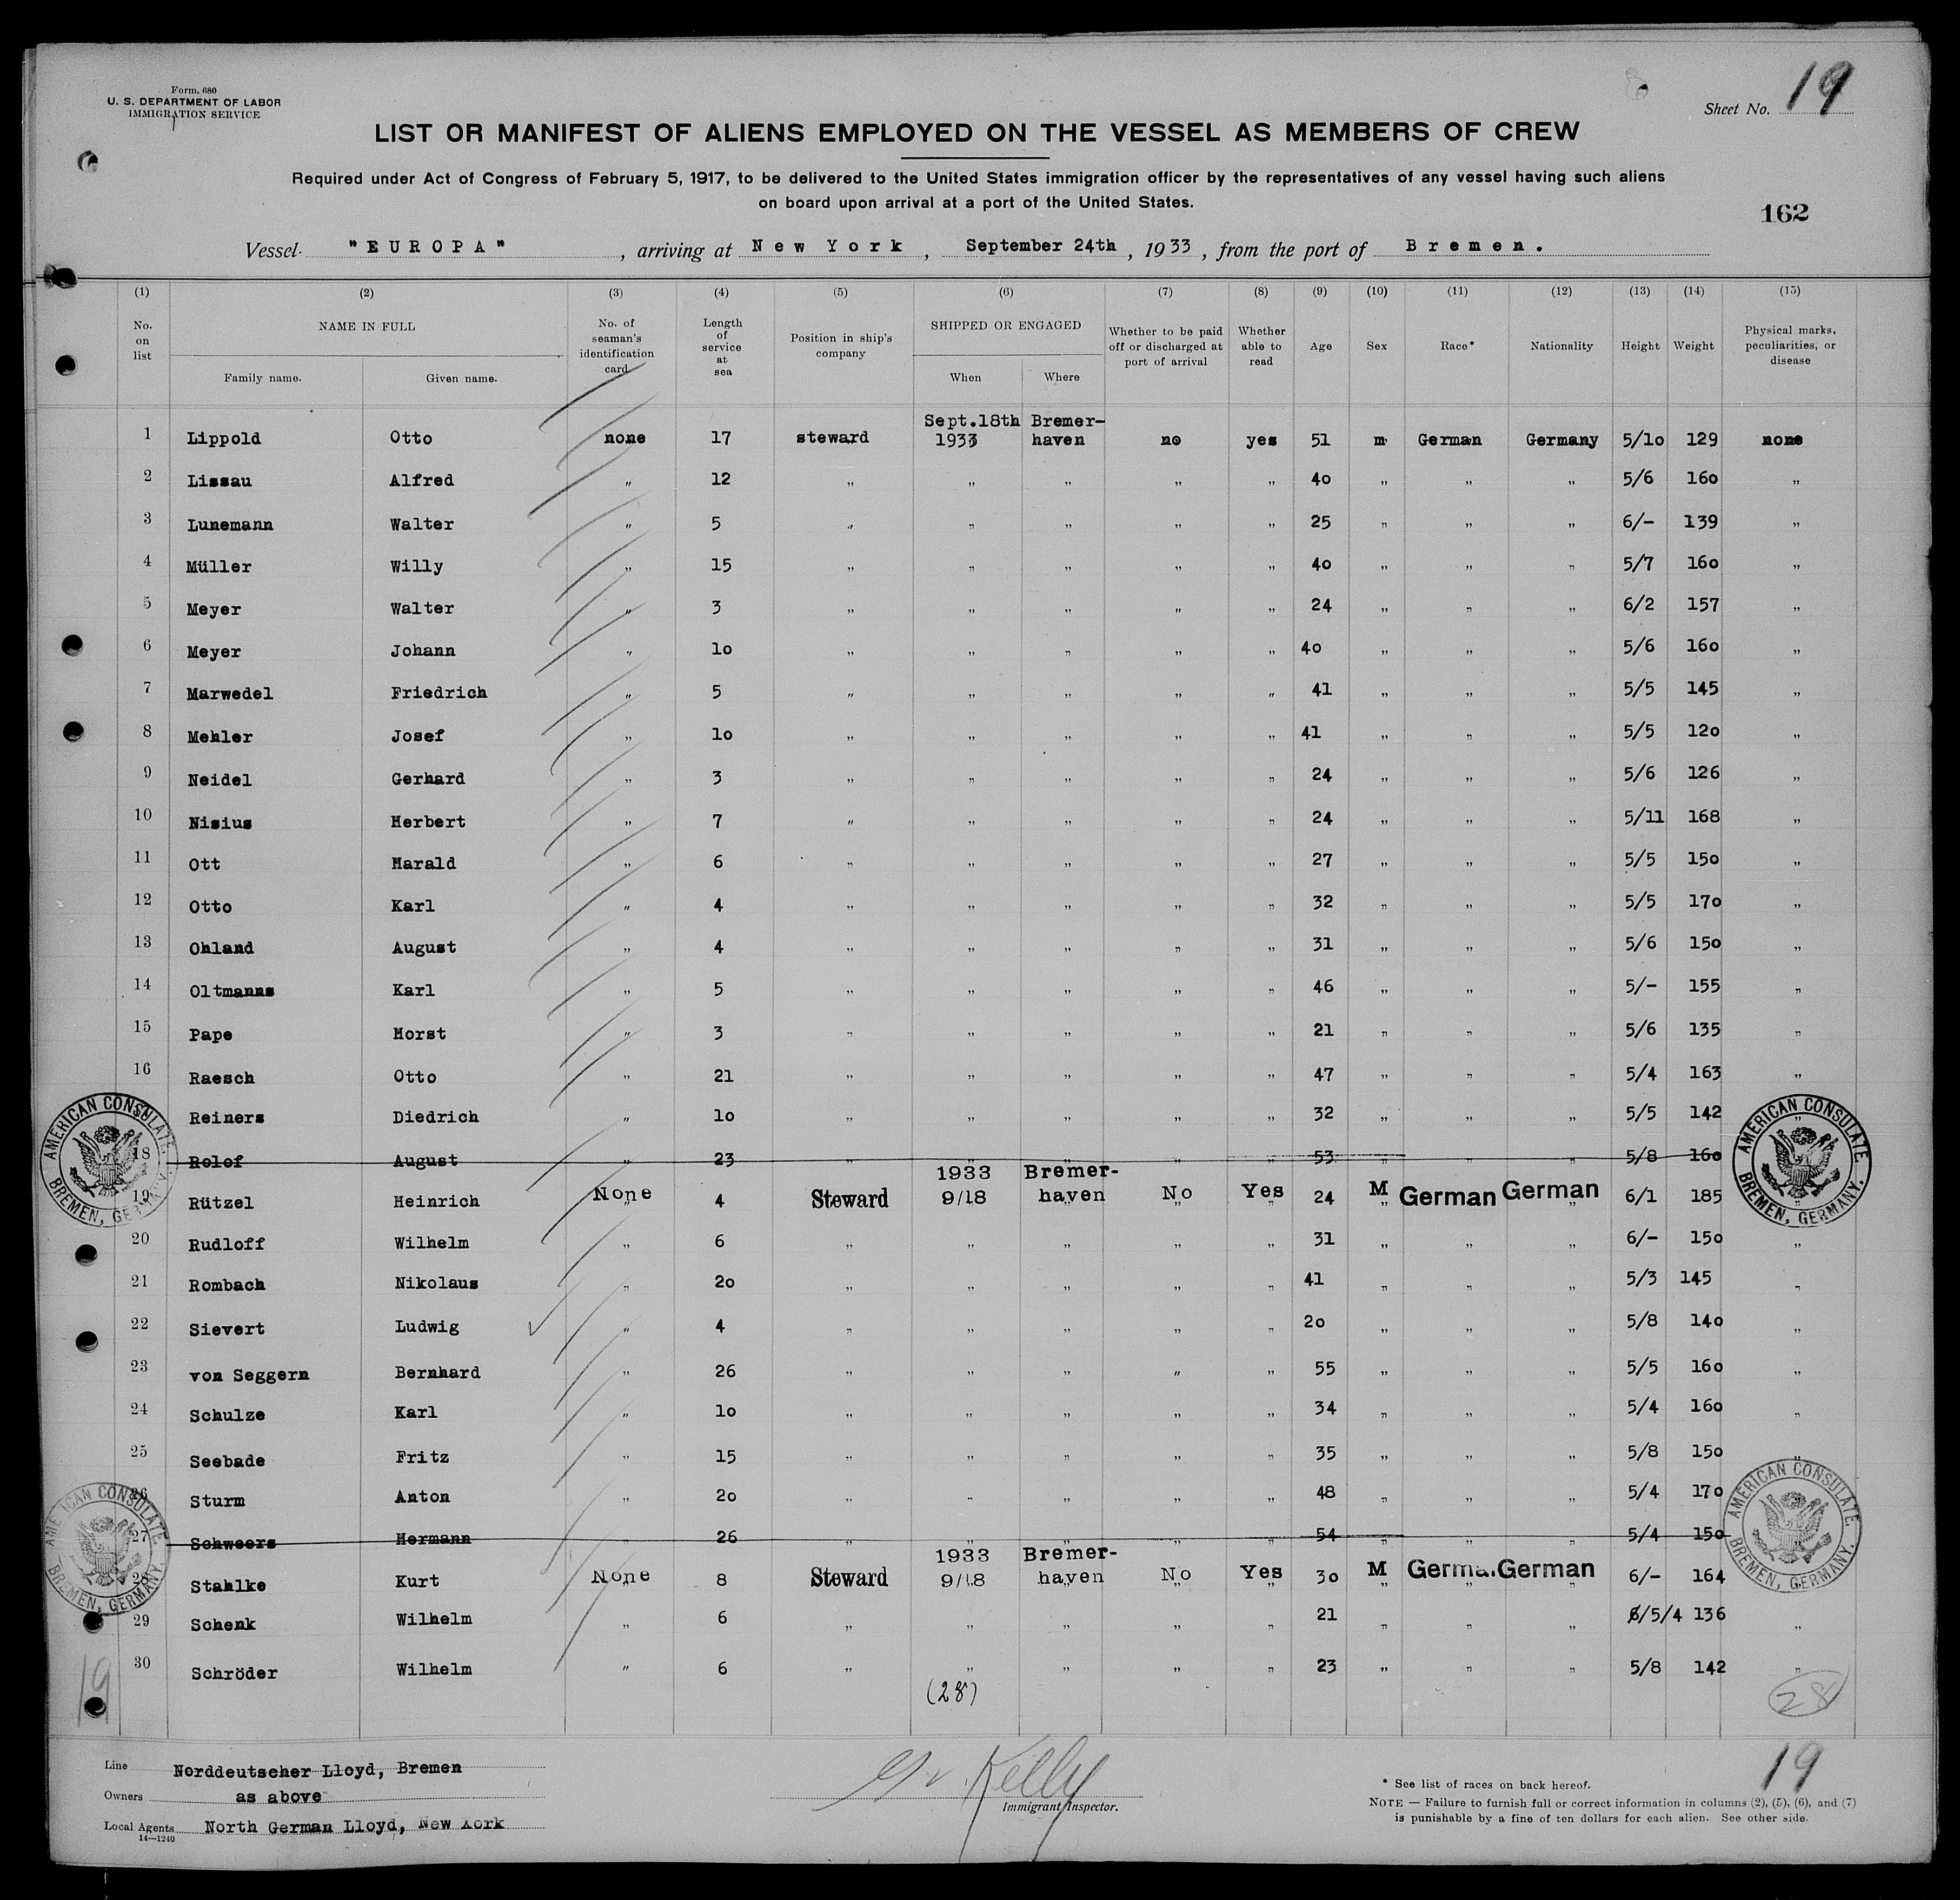 Form. 680
U. S. DEPARTMENT OF LABOR
IMMIGRATION SERVICE
Sheet No. 19
LIST OR MANIFEST OF ALIENS EMPLOYED ON THE VESSEL AS MEMBERS OF CREW
Required under Act of Congress of February 5, 1917, to be delivered to the United States immigration officer by the representatives of any vessel having such aliens
on board upon arrival at a port of the United States.
162
Vessel "EUROPA", arriving at New York, September 24th, 1933, from the port of Bremen.
(1) (2) (3) (4) (5) (6) (7) (8) (9) (10) (11) (12) (13) (14) (15)
No. on list NAME IN FULL Family name. Given name. No. of seaman's identification card Length of service at sea Position in ship's company SHIPPED OR ENGAGED When Where Whether to be paid off or discharged at port of arrival Whether able to read Age Sex Race* Nationality Height Weight Physical marks, peculiarities, or disease
1 Lippold Otto none 17 steward Sept.18th 1933 Bremer-haven no yes 51 m German Germany 5/10 129 none
2 Lissau Alfred " 12 " " " " " 40 " " " 5/6 160 "
3 Lunemann Walter " 5 " " " " " 25 " " " 6/- 139 "
4 Müller Willy " 15 " " " " " 40 " " " 5/7 160 "
5 Meyer Walter " 3 " " " " " 24 " " " 6/2 157 "
6 Meyer Johann " 10 " " " " " 40 " " " 5/6 160 "
7 Marwedel Friedrich " 5 " " " " " 41 " " " 5/5 145 "
8 Mehler Josef " 10 " " " " " 41 " " " 5/5 120 "
9 Neidel Gerhard " 3 " " " " " 24 " " " 5/6 126 "
10 Nisius Herbert " 7 " " " " " 24 " " " 5/11 168 "
11 Ott Harald " 6 " " " " " 27 " " " 5/5 150 "
12 Otto Karl " 4 " " " " " 32 " " " 5/5 170 "
13 Ohland August " 4 " " " " " 31 " " " 5/6 150 "
14 Oltmanns Karl " 5 " " " " " 46 " " " 5/- 155 "
15 Pape Horst " 3 " " " " " 21 " " " 5/6 135 "
16 Raesch Otto " 21 " " " " " 47 " " " 5/4 163 "
Reiners Diedrich " 10 " " " " " 32 " " " 5/5 142 "
18 Rolof August " 23 " " " " " 53 " " " 5/8 160
19 Rützel Heinrich None 4 Steward 1933 9/18 Bremer-haven No Yes 24 M German German 6/1 185 "
20 Rudloff Wilhelm " 6 " " " " " 31 " " " 6/- 150 "
21 Rombach Nikolaus " 20 " " " " " 41 " " " 5/3 145 "
22 Sievert Ludwig " 4 " " " " " 20 " " " 5/8 140 "
23 von Seggern Bernhard " 26 " " " " " 55 " " " 5/5 160 "
24 Schulze Karl " 10 " " " " " 34 " " " 5/4 160 "
25 Seebade Fritz " 15 " " " " " 35 " " " 5/8 150 "
26 Sturm Anton " 20 " " " " " 48 " " " 5/4 170
27 Schweers Hermann " 26 " " " " " 54 " " " 5/4 150
28 Stahlke Kurt None 8 Steward 1933 9/18 Bremer-haven No Yes 30 M German German 6/- 164 "
29 Schenk Wilhelm " 6 " " " " " 21 " " " 6/5/4 136 "
30 Schröder Wilhelm " 6 " " " " " 23 " " " 5/8 142 "
(28)
28
AMERICAN CONSULATE. BREMEN, GERMANY.
AMERICAN CONSULATE. BREMEN, GERMANY.
AMERICAN CONSULATE. BREMEN, GERMANY.
AMERICAN CONSULATE. BREMEN, GERMANY.
19
Line Norddeutscher Lloyd, Bremen
Owners as above
Local Agents North German Lloyd, New York
14—1240
Kelly
Immigrant Inspector.
19
* See list of races on back hereof.
NOTE — Failure to furnish full or correct information in columns (2), (5), (6), and (7)
is punishable by a fine of ten dollars for each alien. See other side.